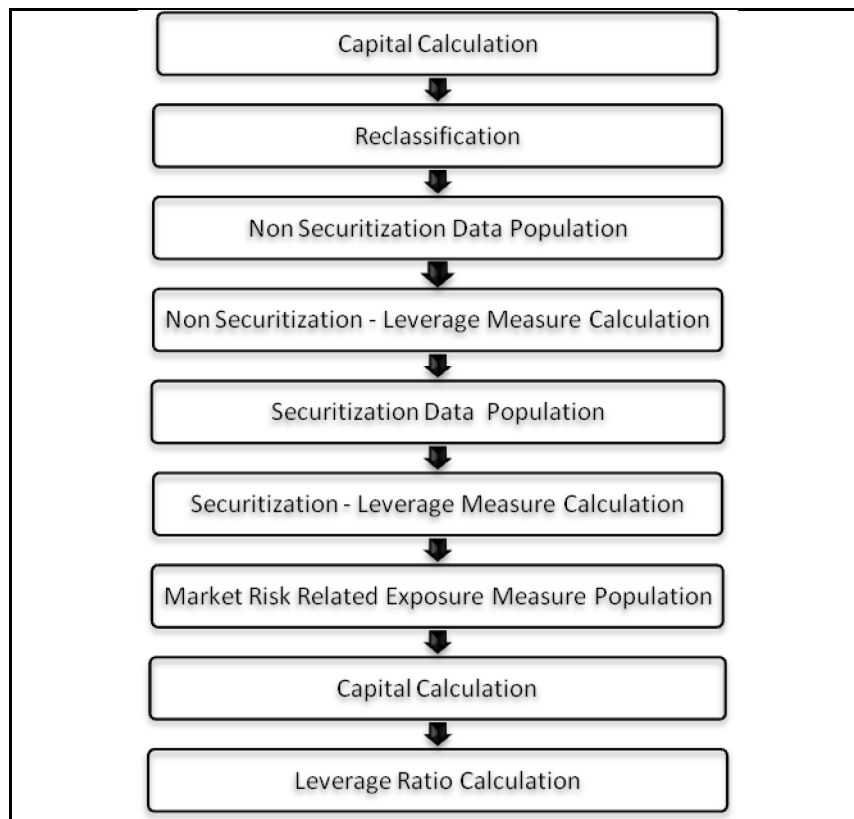 Capital Calculation
Reclassification
Non Securitization Data Population
Non Securitization - Leverage Measure Calculation
Securitization Data Population
Securitization - Leverage Measure Calculation
Market Risk Related Exposure Measure Population
Capital Calculation
Leverage Ratio Calculation